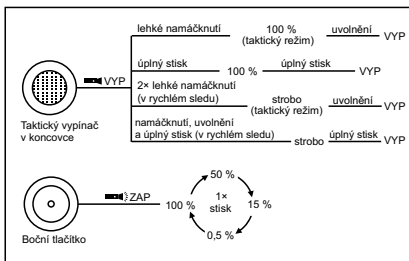 lehké namáčknutí
100 %
(taktický režim)
uvolnění
VYP
úplný stisk
100 %
úplný stisk
VYP
VYP
2× lehké namáčknutí
(v rychlém sledu)
strobo
(taktický režim)
uvolnění
VYP
namáčknutí, uvolnění
a úplný stisk (v rychlém sledu)
strobo
úplný stisk
VYP
Taktický vypínač
v koncovce
ZAP
100 %
50 %
15 %
0,5 %
1×
stisk
Boční tlačítko